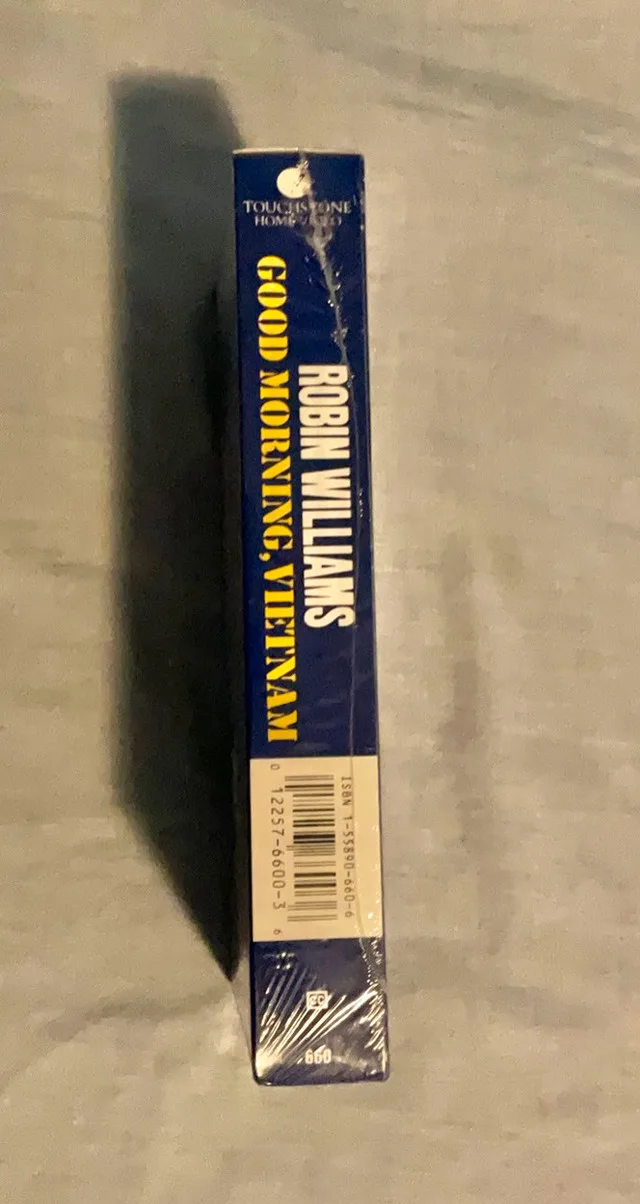 TOUCHSTONE
HOME VIDEO
ROBIN WILLIAMS
GOOD MORNING, VIETNAM
ISBN 1-55890-660-6
0 12257-6600-3 6
CC
660